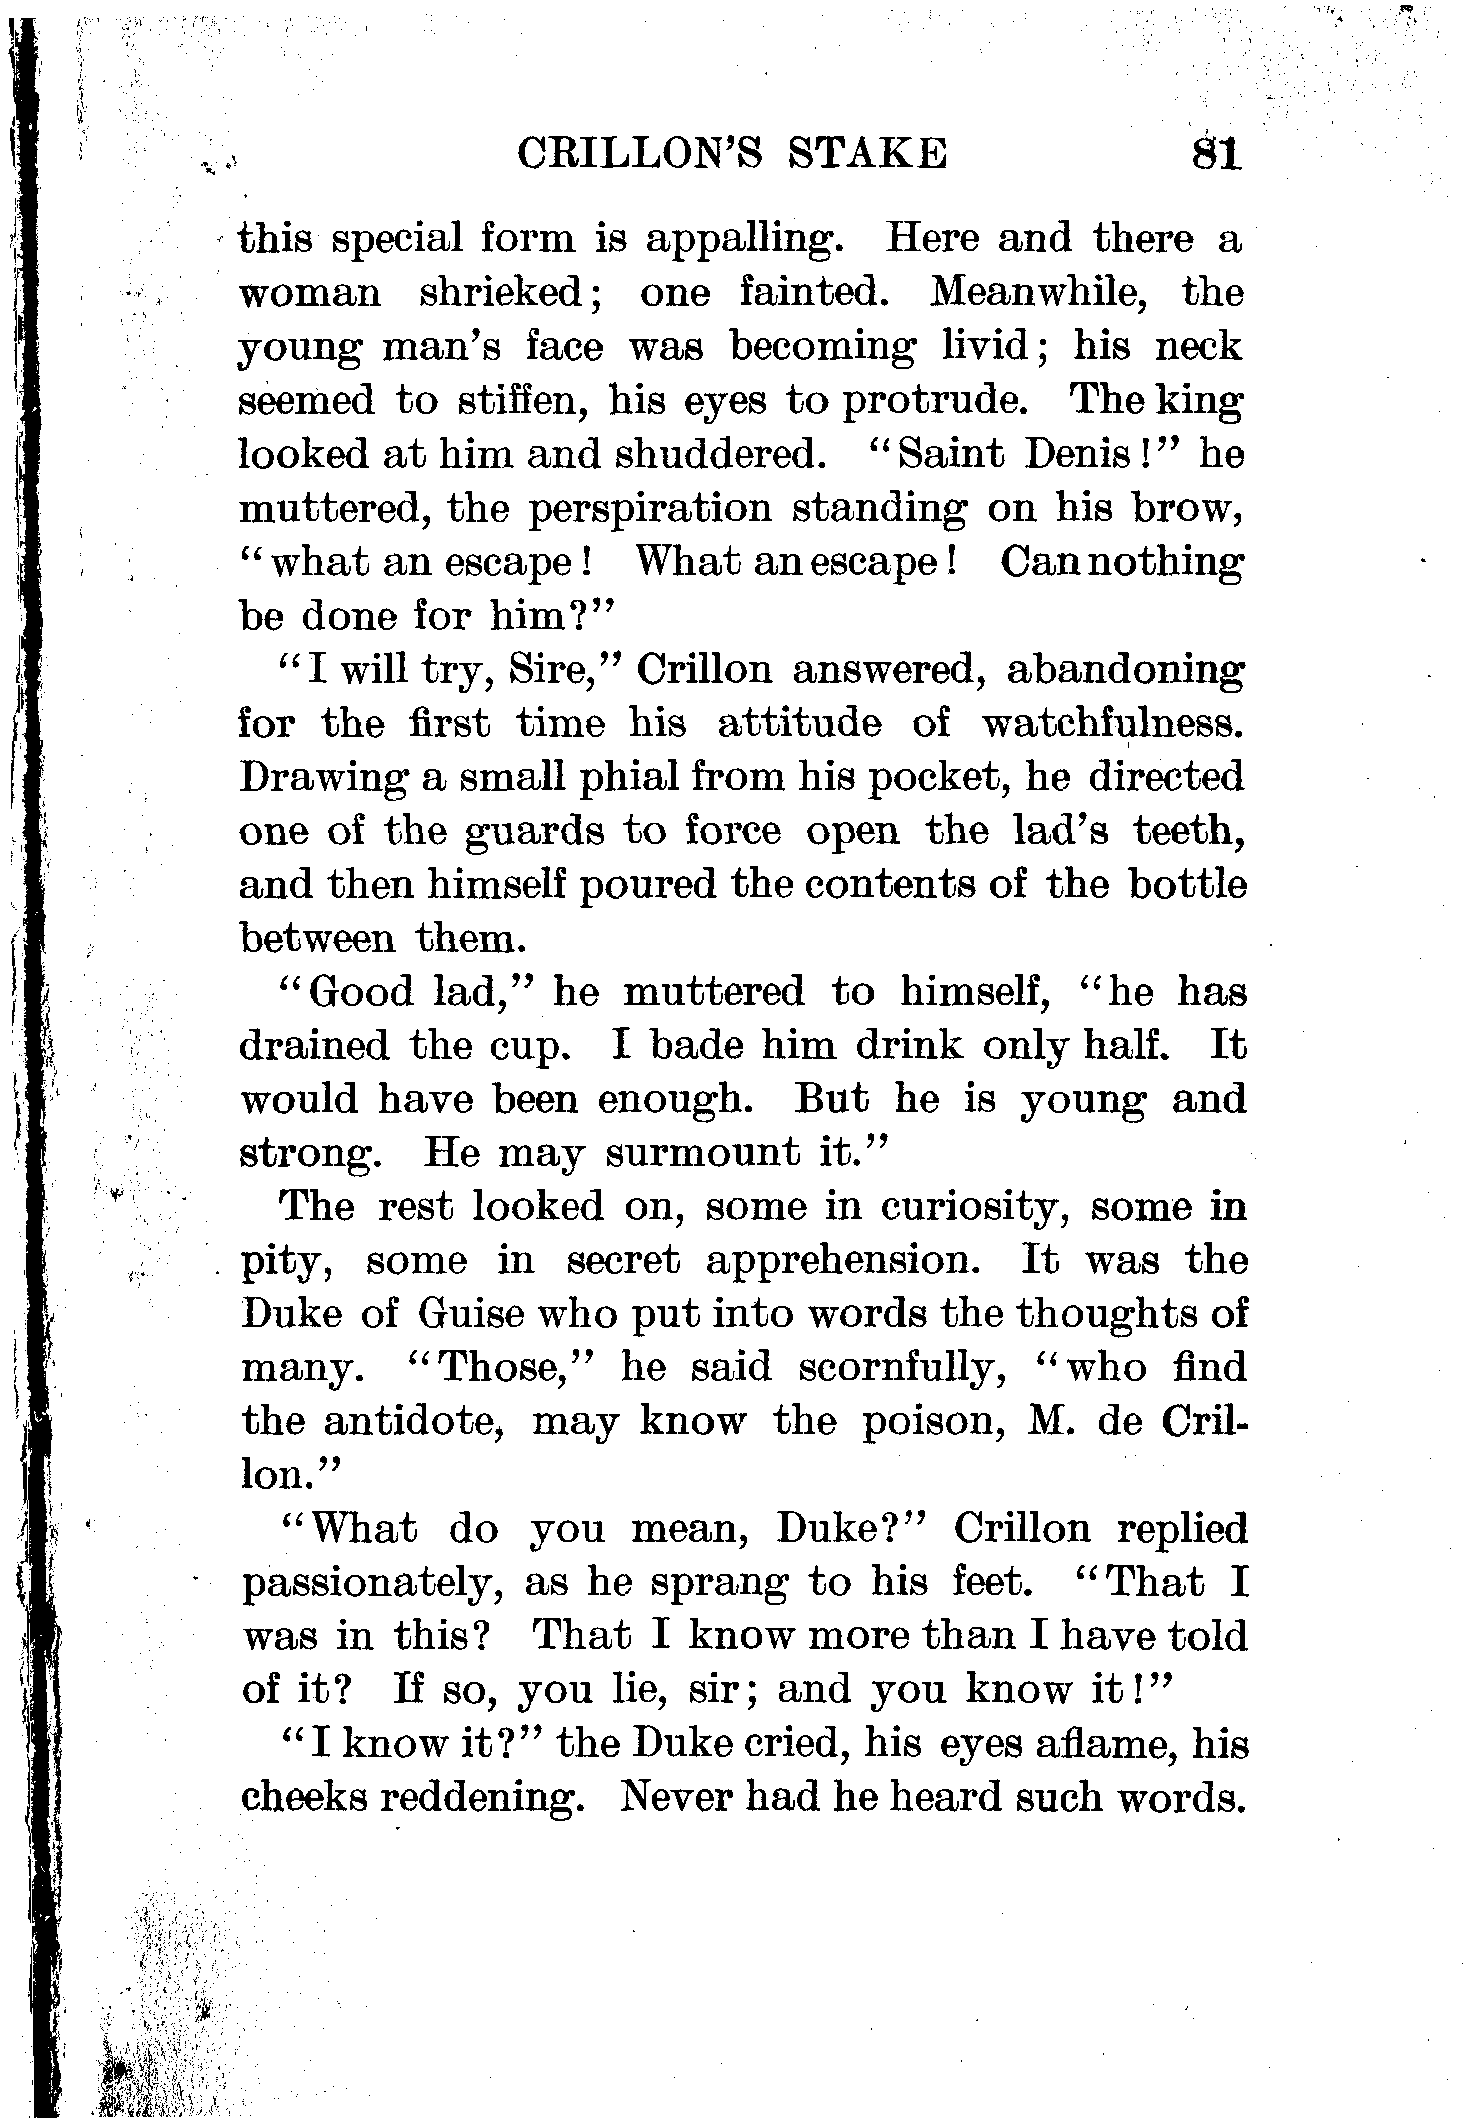 CRILLON'S STAKE 81
this special form is appalling. Here and there a
woman shrieked; one fainted. Meanwhile, the
young man's face was becoming livid; his neck
seemed to stiffen, his eyes to protrude. The king
looked at him and shuddered. "Saint Denis!" he
muttered, the perspiration standing on his brow,
"what an escape! What an escape! Can nothing
be done for him?"
"I will try, Sire," Crillon answered, abandoning
for the first time his attitude of watchfulness.
Drawing a small phial from his pocket, he directed
one of the guards to force open the lad's teeth,
and then himself poured the contents of the bottle
between them.
"Good lad," he muttered to himself, "he has
drained the cup. I bade him drink only half. It
would have been enough. But he is young and
strong. He may surmount it."
The rest looked on, some in curiosity, some in
pity, some in secret apprehension. It was the
Duke of Guise who put into words the thoughts of
many. "Those," he said scornfully, "who find
the antidote, may know the poison, M. de Cril-
lon."
"What do you mean, Duke?" Crillon replied
passionately, as he sprang to his feet. "That I
was in this? That I know more than I have told
of it? If so, you lie, sir; and you know it!"
"I know it?" the Duke cried, his eyes aflame, his
cheeks reddening. Never had he heard such words.